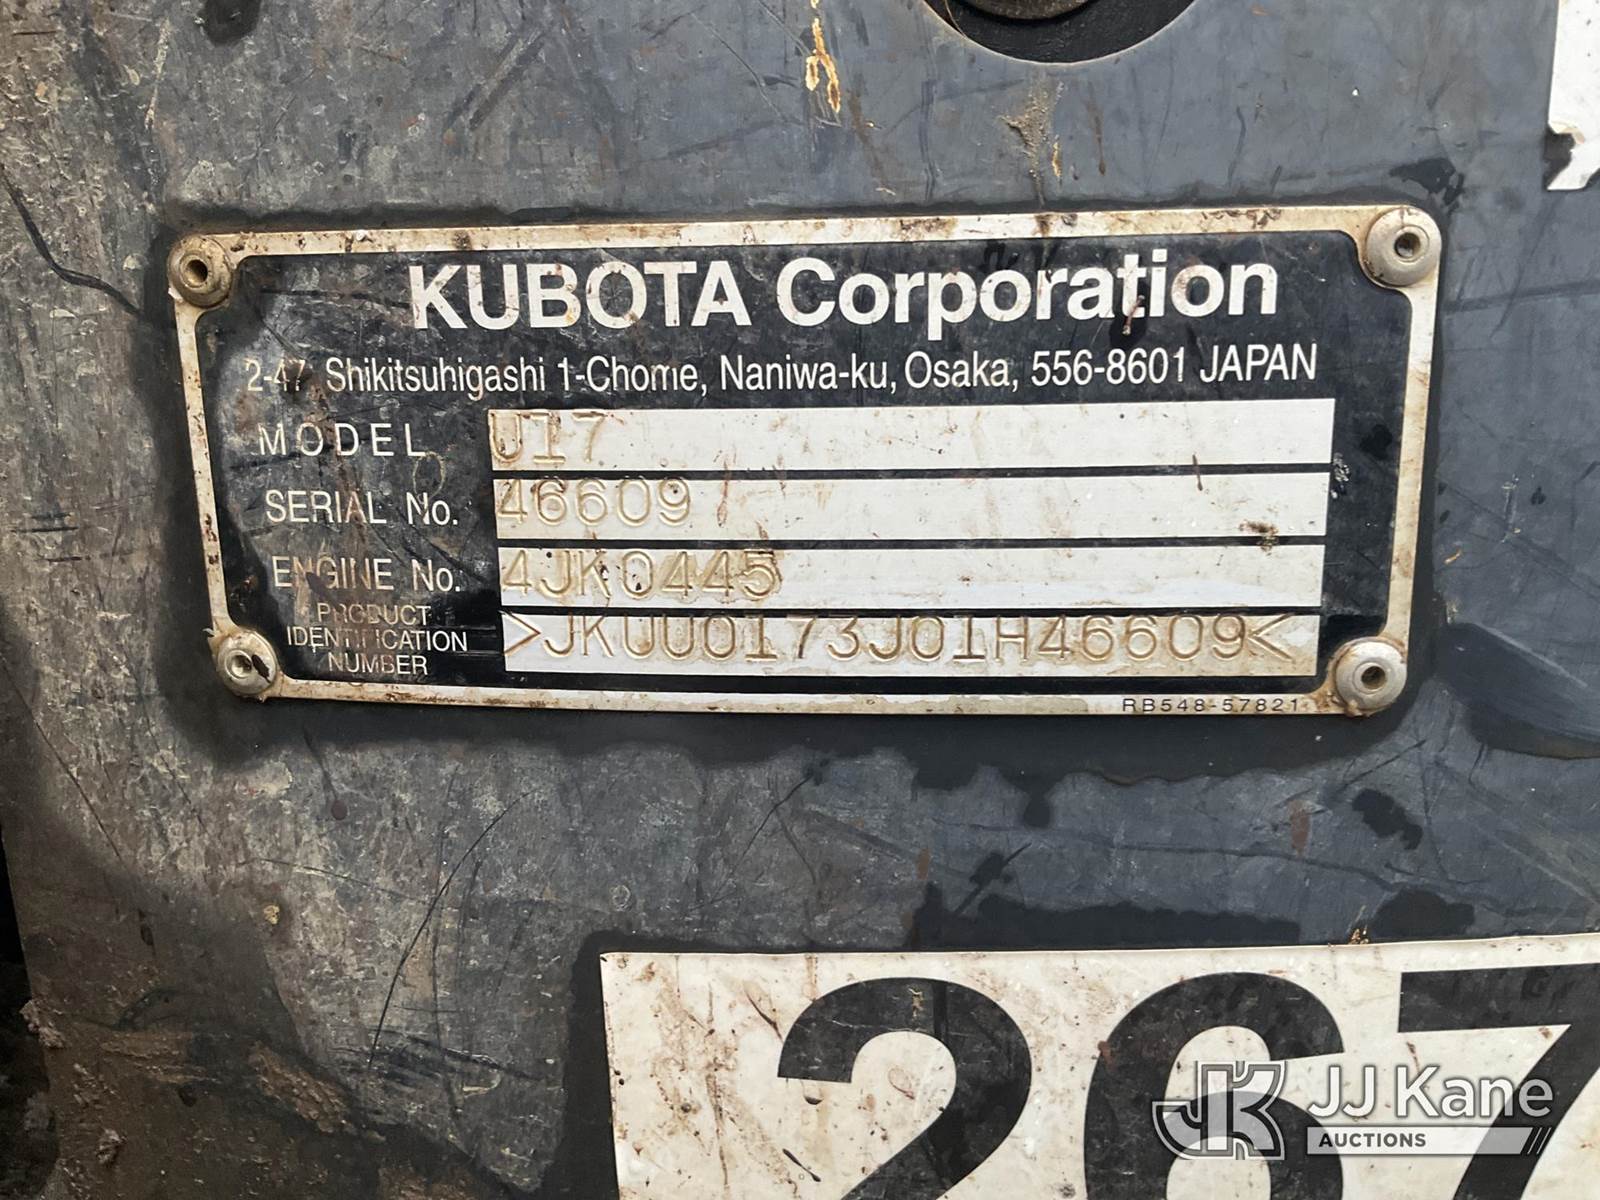 KUBOTA Corporation
2-47 Shikitsuhigashi 1-Chome, Naniwa-ku, Osaka, 556-8601 JAPAN
MODEL U17
SERIAL No. 46609
ENGINE No. 4JK0445
PRODUCT
IDENTIFICATION
NUMBER >JKUU0173J01H46609<
RB548-57821
267
JJ Kane
AUCTIONS